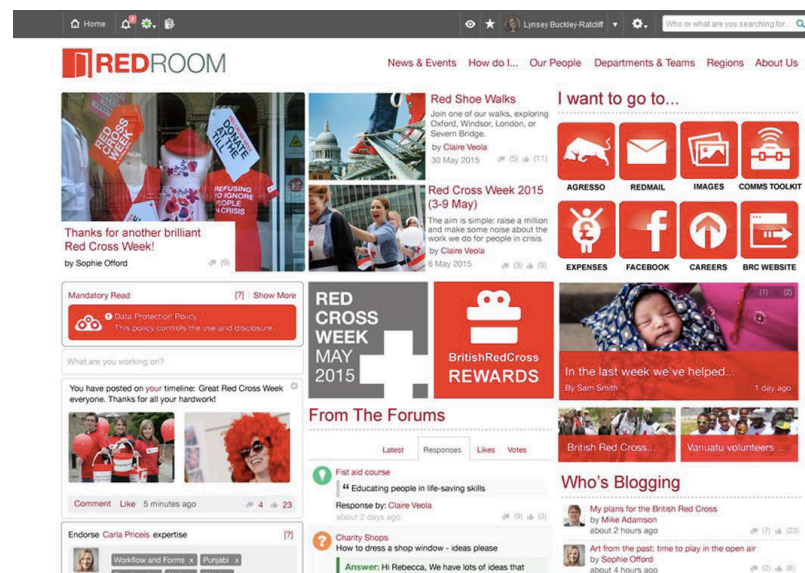 Home
7
Lynsey Buckley-Ratcliff
Who or what are you searching for..
REDROOM
News & Events How do I... Our People Departments & Teams Regions About Us
RED
CROSS
WEEK
DONATE
AT THE
TILL
REFUSING
TO IGNORE
PEOPLE
IN CRISIS
Thanks for another brilliant
Red Cross Week!
by Sophie Offord
(9)
Red Shoe Walks
Join one of our walks, exploring
Oxford, Windsor, London, or
Severn Bridge.
by Claire Veola
30 May 2015 (5) (11)
Red Cross Week 2015
(3-9 May)
The aim is simple: raise a million
and make some noise about the
work we do for people in crisis
by Claire Veola
6 May 2015 (3) (9)
I want to go to...
AGRESSO REDMAIL IMAGES COMMS TOOLKIT
EXPENSES FACEBOOK CAREERS BRC WEBSITE
Mandatory Read [?] Show More
Data Protection Policy
This policy controls the use and disclosure...
What are you working on?
You have posted on your timeline: Great Red Cross Week
everyone. Thanks for all your hardwork!
Comment Like 5 minutes ago 4 23
Endorse Carla Priceis expertise [?]
Workflow and Forms x Punjabi x
RED
CROSS
WEEK
MAY
2015
BritishRedCross
REWARDS
From The Forums
Latest Responses Likes Votes
First aid course
“ Educating people in life-saving skills
Response by: Claire Veola
about 2 days ago (9) (3)
Charity Shops
How to dress a shop window - ideas please
Answer: Hi Rebecca, We have lots of ideas that
(1) (2)
In the last week we've helped...
By Sam Smith 1 day ago
British Red Cross...
Vanuatu volunteers ...
Who's Blogging
My plans for the British Red Cross
by Mike Adamson
about 2 hours ago (7) (23)
Art from the past; time to play in the open air
by Sophie Offord
about 4 hours ago (2) (8)